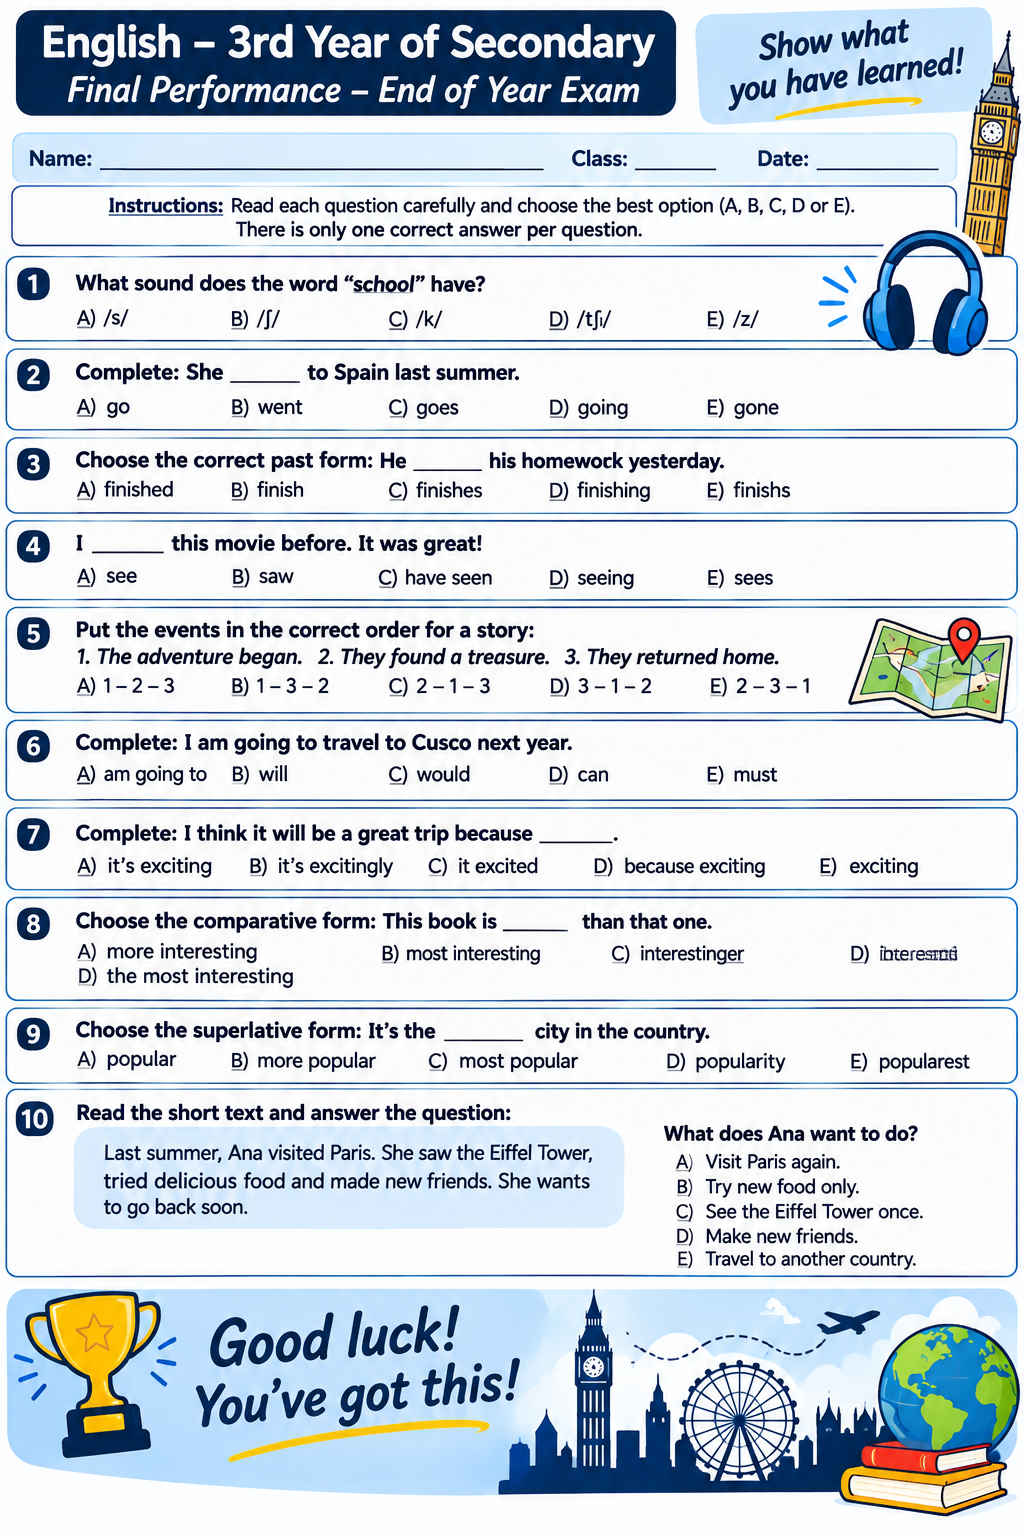 English – 3rd Year of Secondary
Final Performance – End of Year Exam
Show what
you have learned!
Name: ____________ Class: ______ Date: ______
Instructions: Read each question carefully and choose the best option (A, B, C, D or E).
There is only one correct answer per question.
1 What sound does the word “school” have?
A) /s/ B) /ʃ/ C) /k/ D) /tʃ/ E) /z/
2 Complete: She ______ to Spain last summer.
A) go B) went C) goes D) going E) gone
3 Choose the correct past form: He ______ his homewock yesterday.
A) finished B) finish C) finishes D) finishing E) finishs
4 I ______ this movie before. It was great!
A) see B) saw C) have seen D) seeing E) sees
5 Put the events in the correct order for a story:
1. The adventure began. 2. They found a treasure. 3. They returned home.
A) 1 – 2 – 3 B) 1 – 3 – 2 C) 2 – 1 – 3 D) 3 – 1 – 2 E) 2 – 3 – 1
6 Complete: I am going to travel to Cusco next year.
A) am going to B) will C) would D) can E) must
7 Complete: I think it will be a great trip because ______.
A) it’s exciting B) it’s excitingly C) it excited D) because exciting E) exciting
8 Choose the comparative form: This book is ______ than that one.
A) more interesting B) most interesting C) interestinger D)
D) the most interesting
9 Choose the superlative form: It’s the ______ city in the country.
A) popular B) more popular C) most popular D) popularity E) popularest
10 Read the short text and answer the question:
Last summer, Ana visited Paris. She saw the Eiffel Tower,
tried delicious food and made new friends. She wants
to go back soon.
What does Ana want to do?
A) Visit Paris again.
B) Try new food only.
C) See the Eiffel Tower once.
D) Make new friends.
E) Travel to another country.
Good luck!
You’ve got this!